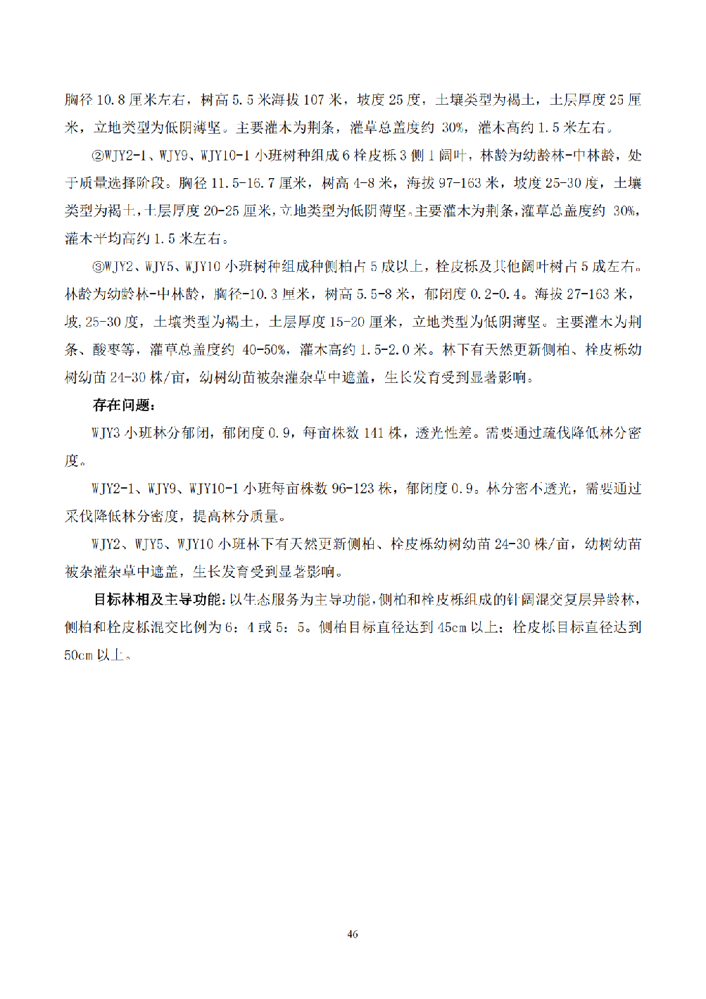 胸径 10.8 厘米左右，树高 5.5 米海拔 107 米，坡度 25 度，土壤类型为褐土，土层厚度 25 厘
米，立地类型为低阴薄坚。主要灌木为荆条，灌草总盖度约 30%，灌木高约 1.5 米左右。
②WJY2-1、WJY9、WJY10-1 小班树种组成 6 栓皮栎 3 侧 1 阔叶，林龄为幼龄林-中林龄，处
于质量选择阶段。胸径 11.5-16.7 厘米，树高 4-8 米，海拔 97-163 米，坡度 25-30 度，土壤
类型为褐土，土层厚度 20-25 厘米，立地类型为低阴薄坚。主要灌木为荆条，灌草总盖度约 30%，
灌木平均高约 1.5 米左右。
③WJY2、WJY5、WJY10 小班树种组成种侧柏占 5 成以上，栓皮栎及其他阔叶树占 5 成左右。
林龄为幼龄林-中林龄，胸径-10.3 厘米，树高 5.5-8 米，郁闭度 0.2-0.4。海拔 27-163 米，
坡,25-30 度，土壤类型为褐土，土层厚度 15-20 厘米，立地类型为低阴薄坚。主要灌木为荆
条、酸枣等，灌草总盖度约 40-50%，灌木高约 1.5-2.0 米。林下有天然更新侧柏、栓皮栎幼
树幼苗 24-30 株/亩，幼树幼苗被杂灌杂草中遮盖，生长发育受到显著影响。
存在问题：
WJY3 小班林分郁闭，郁闭度 0.9，每亩株数 141 株，透光性差。需要通过疏伐降低林分密
度。
WJY2-1、WJY9、WJY10-1 小班每亩株数 96-123 株，郁闭度 0.9。林分密不透光，需要通过
采伐降低林分密度，提高林分质量。
WJY2、WJY5、WJY10 小班林下有天然更新侧柏、栓皮栎幼树幼苗 24-30 株/亩，幼树幼苗
被杂灌杂草中遮盖，生长发育受到显著影响。
目标林相及主导功能：以生态服务为主导功能，侧柏和栓皮栎组成的针阔混交复层异龄林，
侧柏和栓皮栎混交比例为 6：4 或 5：5。侧柏目标直径达到 45cm 以上；栓皮栎目标直径达到
50cm 以上。
46